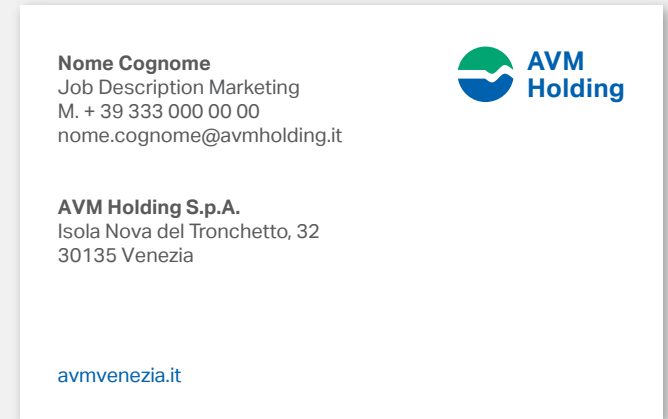 Nome Cognome
Job Description Marketing
M. + 39 333 000 00 00
nome.cognome@avmholding.it
AVM
Holding
AVM Holding S.p.A.
Isola Nova del Tronchetto, 32
30135 Venezia
avmvenezia.it